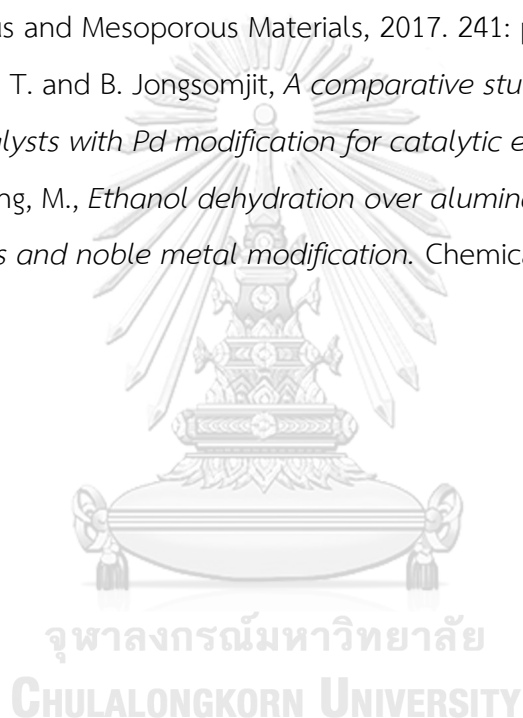 us and Mesoporous Materials, 2017. 241: p
T. and B. Jongsomjit, A comparative stu
alysts with Pd modification for catalytic e
ng, M., Ethanol dehydration over alumin
s and noble metal modification. Chemica
จุฬาลงกรณ์มหาวิทยาลัย
CHULALONGKORN UNIVERSITY